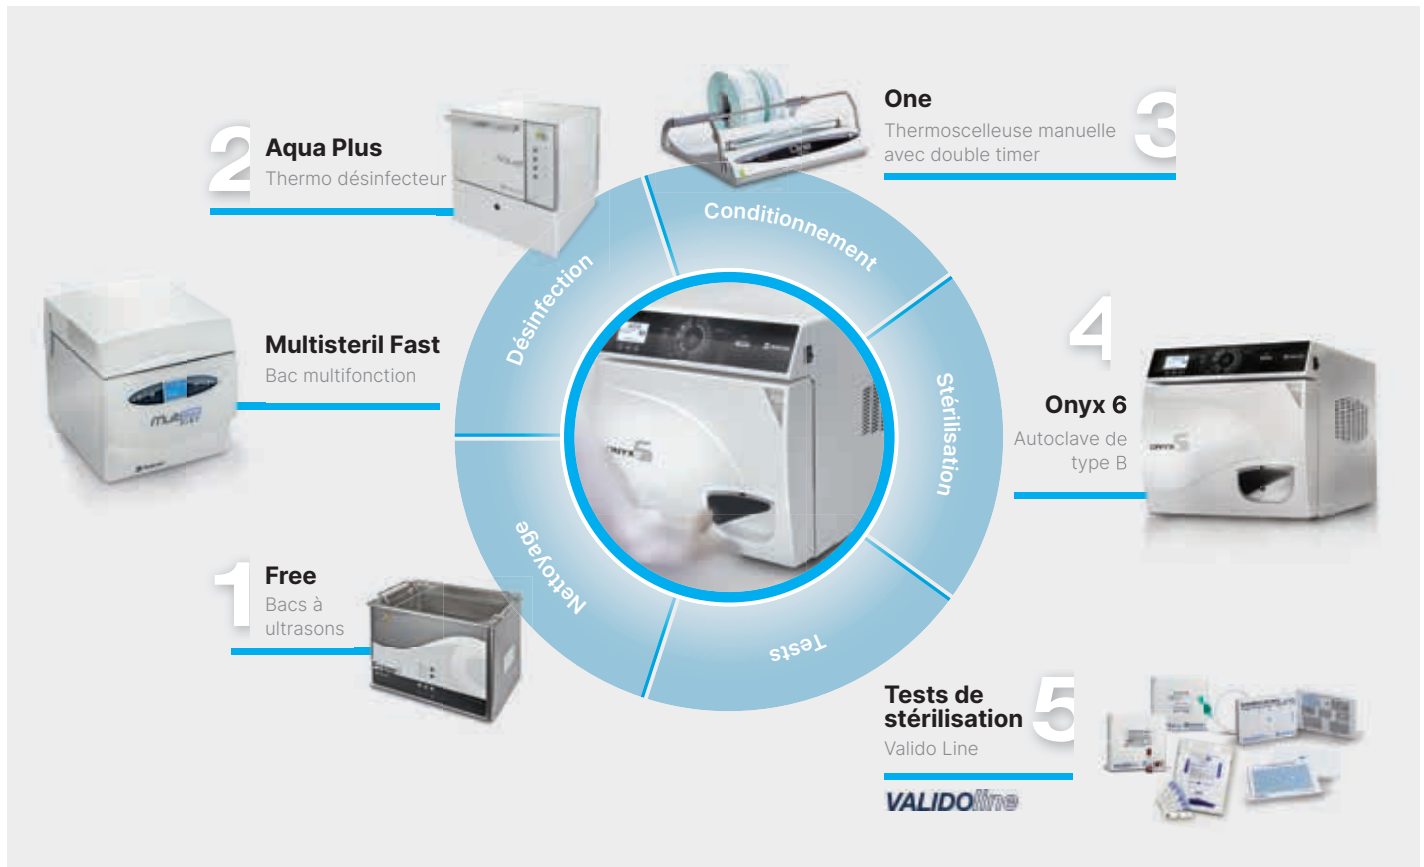 2
Aqua Plus
Thermo désinfecteur
One
Thermoscelleuse manuelle
avec double timer
3
Conditionnement
Désinfection
Multisteril Fast
Bac multifonction
4
Onyx 6
Autoclave de
type B
Stérilisation
Nettoyage
1
Free
Bacs à
ultrasons
Tests
Tests de
stérilisation
Valido Line
5
VALIDOline